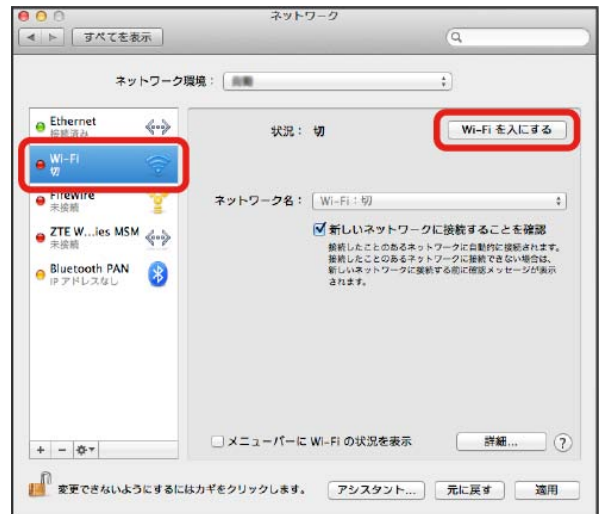 ネットワーク
すべてを表示
ネットワーク環境：
Ethernet
接続済み
状況： 切
Wi-Fi を入にする
Wi-Fi
切
FireWire
未接続
ネットワーク名： Wi-Fi：切
新しいネットワークに接続することを確認
接続したことのあるネットワークに自動的に接続されます。
接続したことのあるネットワークに接続できない場合は、
新しいネットワークに接続する前に確認メッセージが表示
されます。
ZTE W...ies MSM
未接続
Bluetooth PAN
IP アドレスなし
メニューバーに Wi-Fi の状況を表示
詳細...
?
変更できないようにするにはカギをクリックします。
アシスタント...
元に戻す
適用